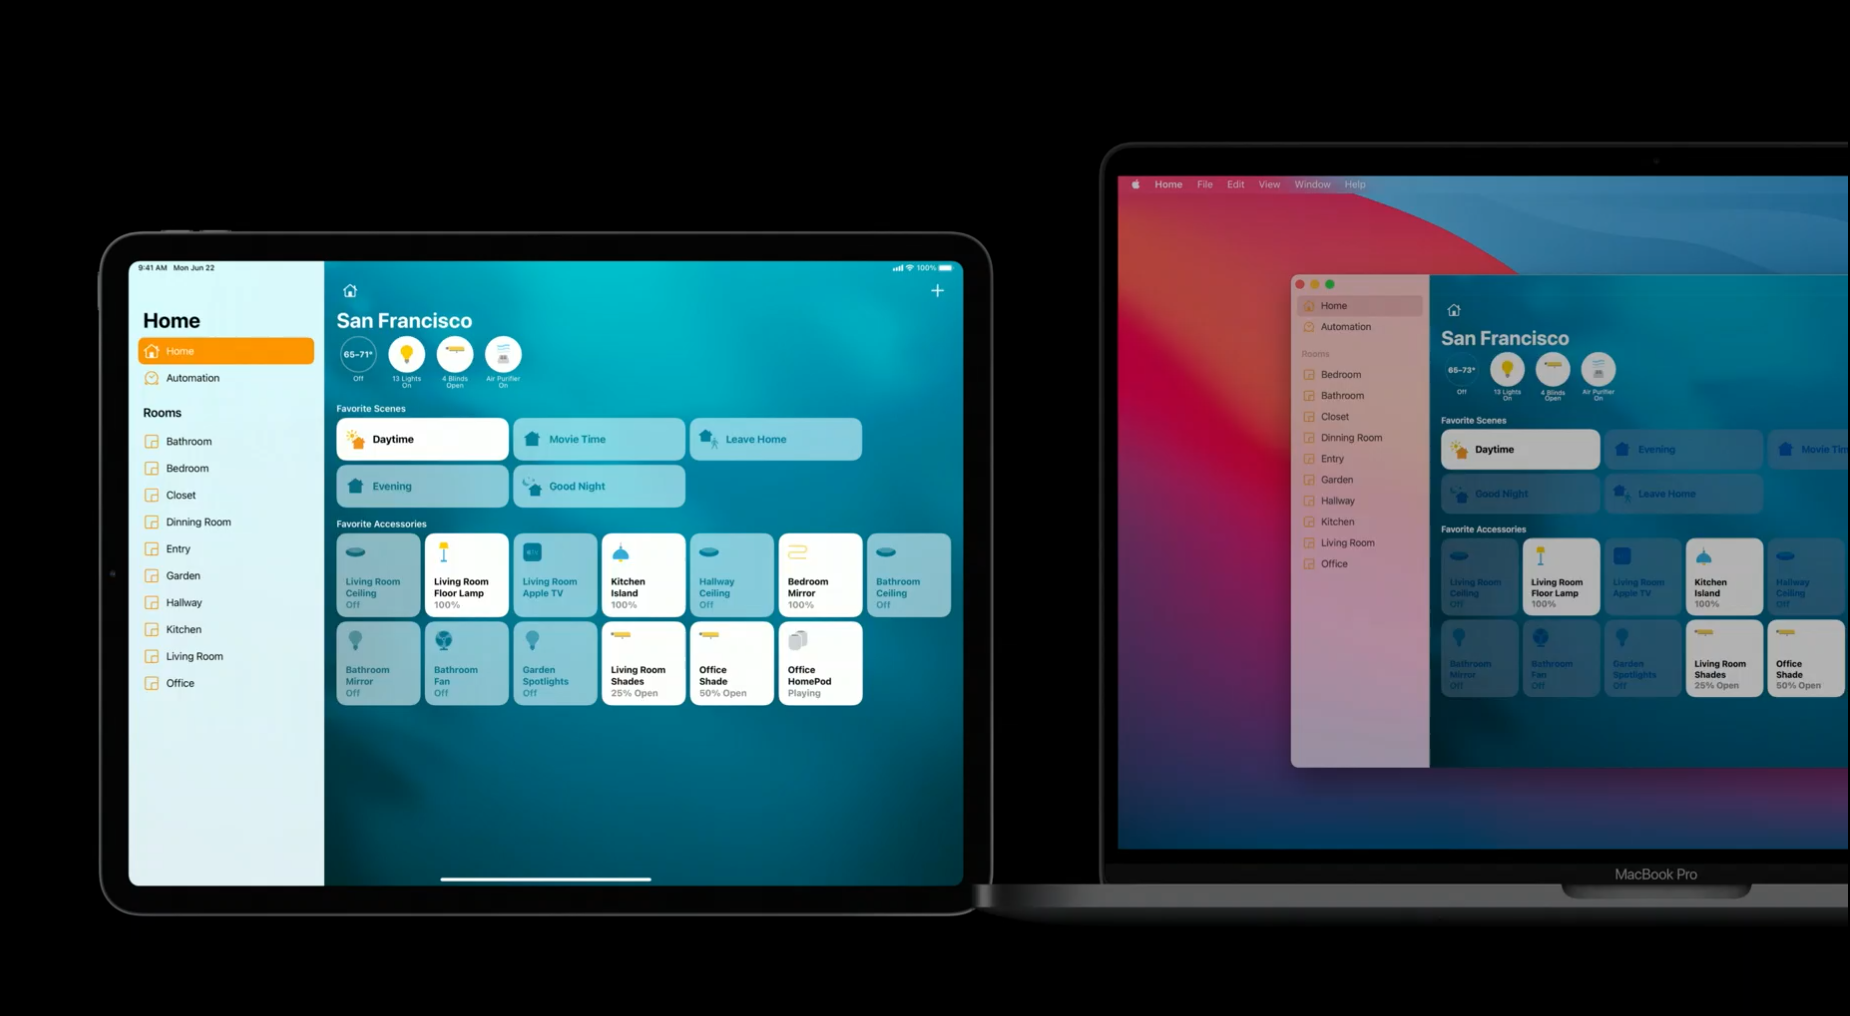 9:41 AM Mon Jun 22
100%
Home
Home
Automation
Rooms
Bathroom
Bedroom
Closet
Dinning Room
Entry
Garden
Hallway
Kitchen
Living Room
Office
San Francisco
65–71°
Off
13 Lights
On
4 Blinds
Open
Air Purifier
On
Favorite Scenes
Daytime
Movie Time
Leave Home
Evening
Good Night
Favorite Accessories
Living Room
Ceiling
Off
Living Room
Floor Lamp
100%
Living Room
Apple TV
Kitchen
Island
100%
Hallway
Ceiling
Off
Bedroom
Mirror
100%
Bathroom
Ceiling
Off
Bathroom
Mirror
Off
Bathroom
Fan
Off
Garden
Spotlights
Off
Living Room
Shades
25% Open
Office
Shade
50% Open
Office
HomePod
Playing
Home File Edit View Window Help
Home
Automation
Rooms
Bedroom
Bathroom
Closet
Dinning Room
Entry
Garden
Hallway
Kitchen
Living Room
Office
San Francisco
65–73°
Off
13 Lights
On
4 Blinds
Open
Air Purifier
On
Favorite Scenes
Daytime
Evening
Movie Tim
Good Night
Leave Home
Favorite Accessories
Living Room
Ceiling
Off
Living Room
Floor Lamp
100%
Living Room
Apple TV
Kitchen
Island
100%
Hallway
Ceiling
Off
Bathroom
Mirror
Off
Bathroom
Fan
Off
Garden
Spotlights
Off
Living Room
Shades
25% Open
Office
Shade
50% Open
MacBook Pro